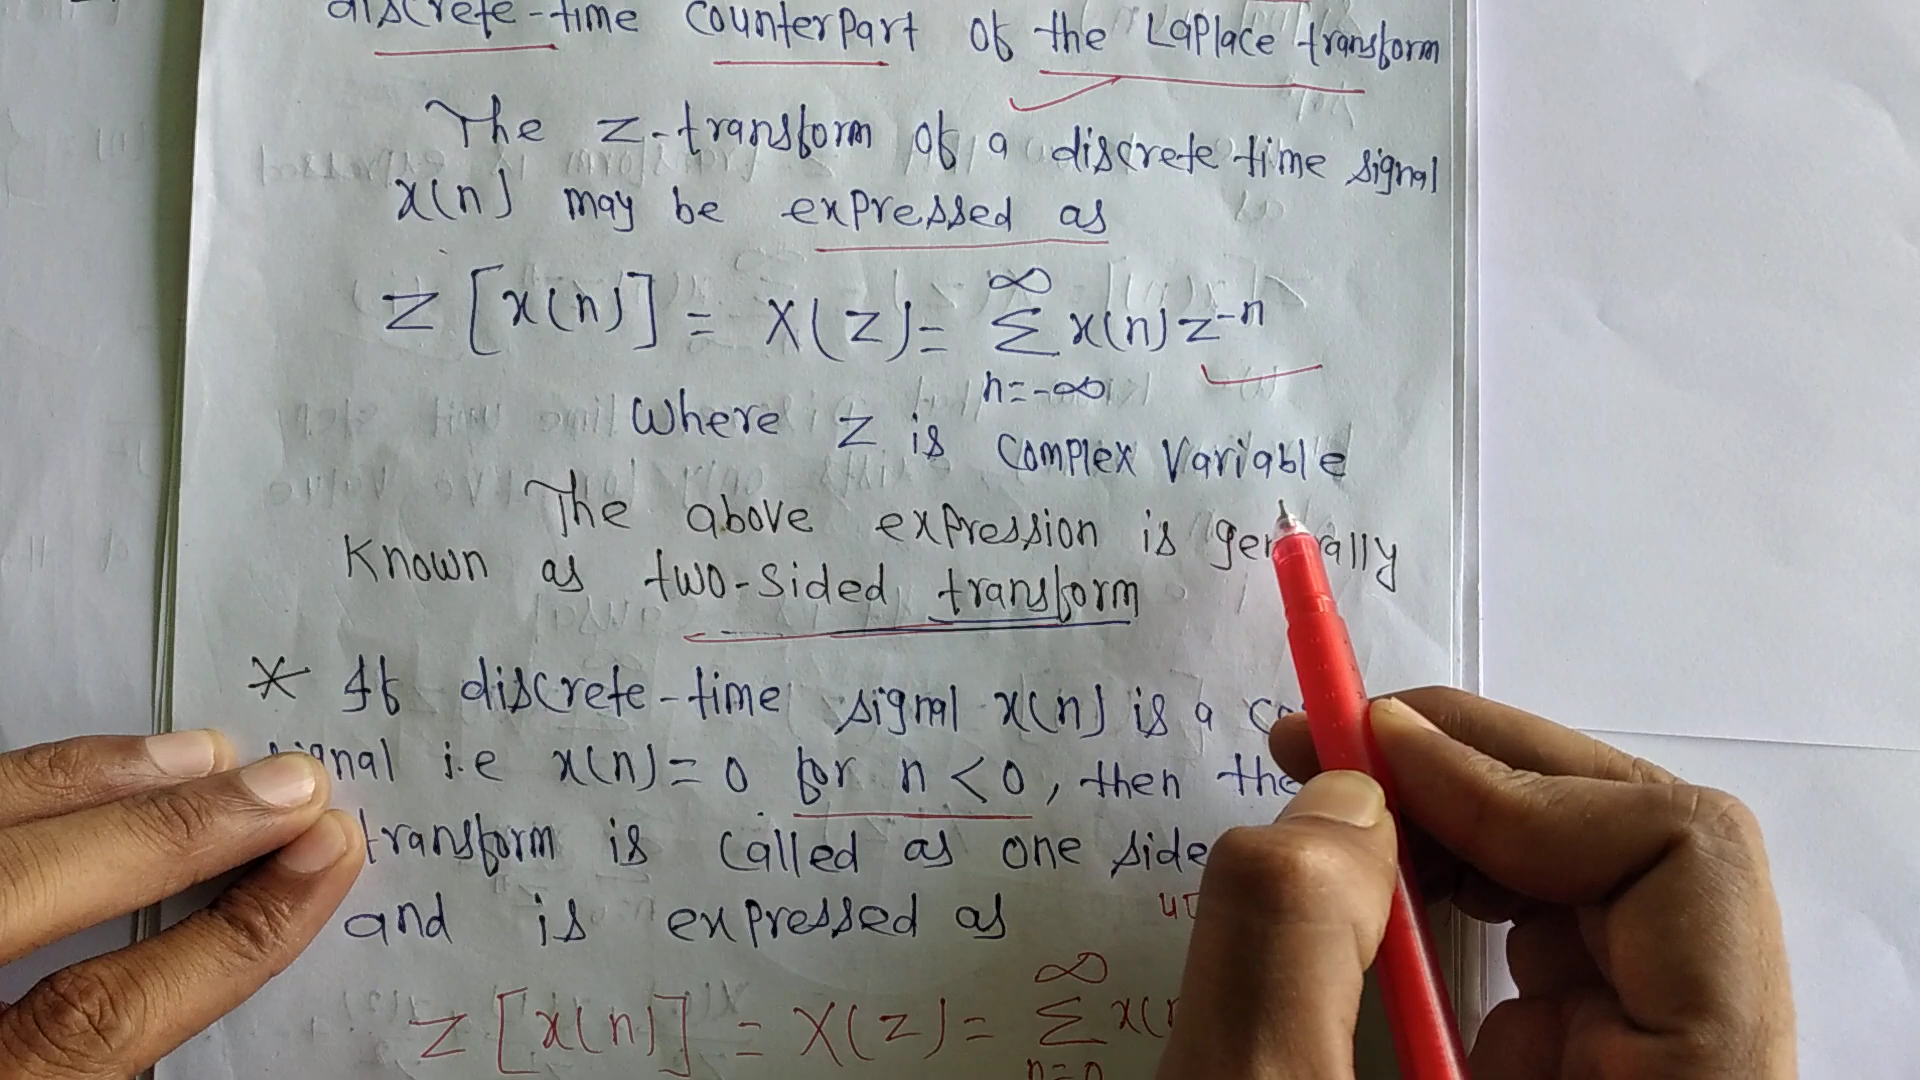 discrete-time counterpart of the Laplace transform
The z-transform of a discrete time signal
x(n) may be expressed as
Z[x(n)] = X(z) = ∞ Σ n=-∞ x(n) z^-n
Where z is complex variable
The above expression is generally
known as two-sided transform
* If discrete-time signal x(n) is a
signal i.e x(n)=0 for n<0, then the
transform is called as one side
and is expressed as
Z[x(n)] = X(z) = ∞ Σ n=0 x(